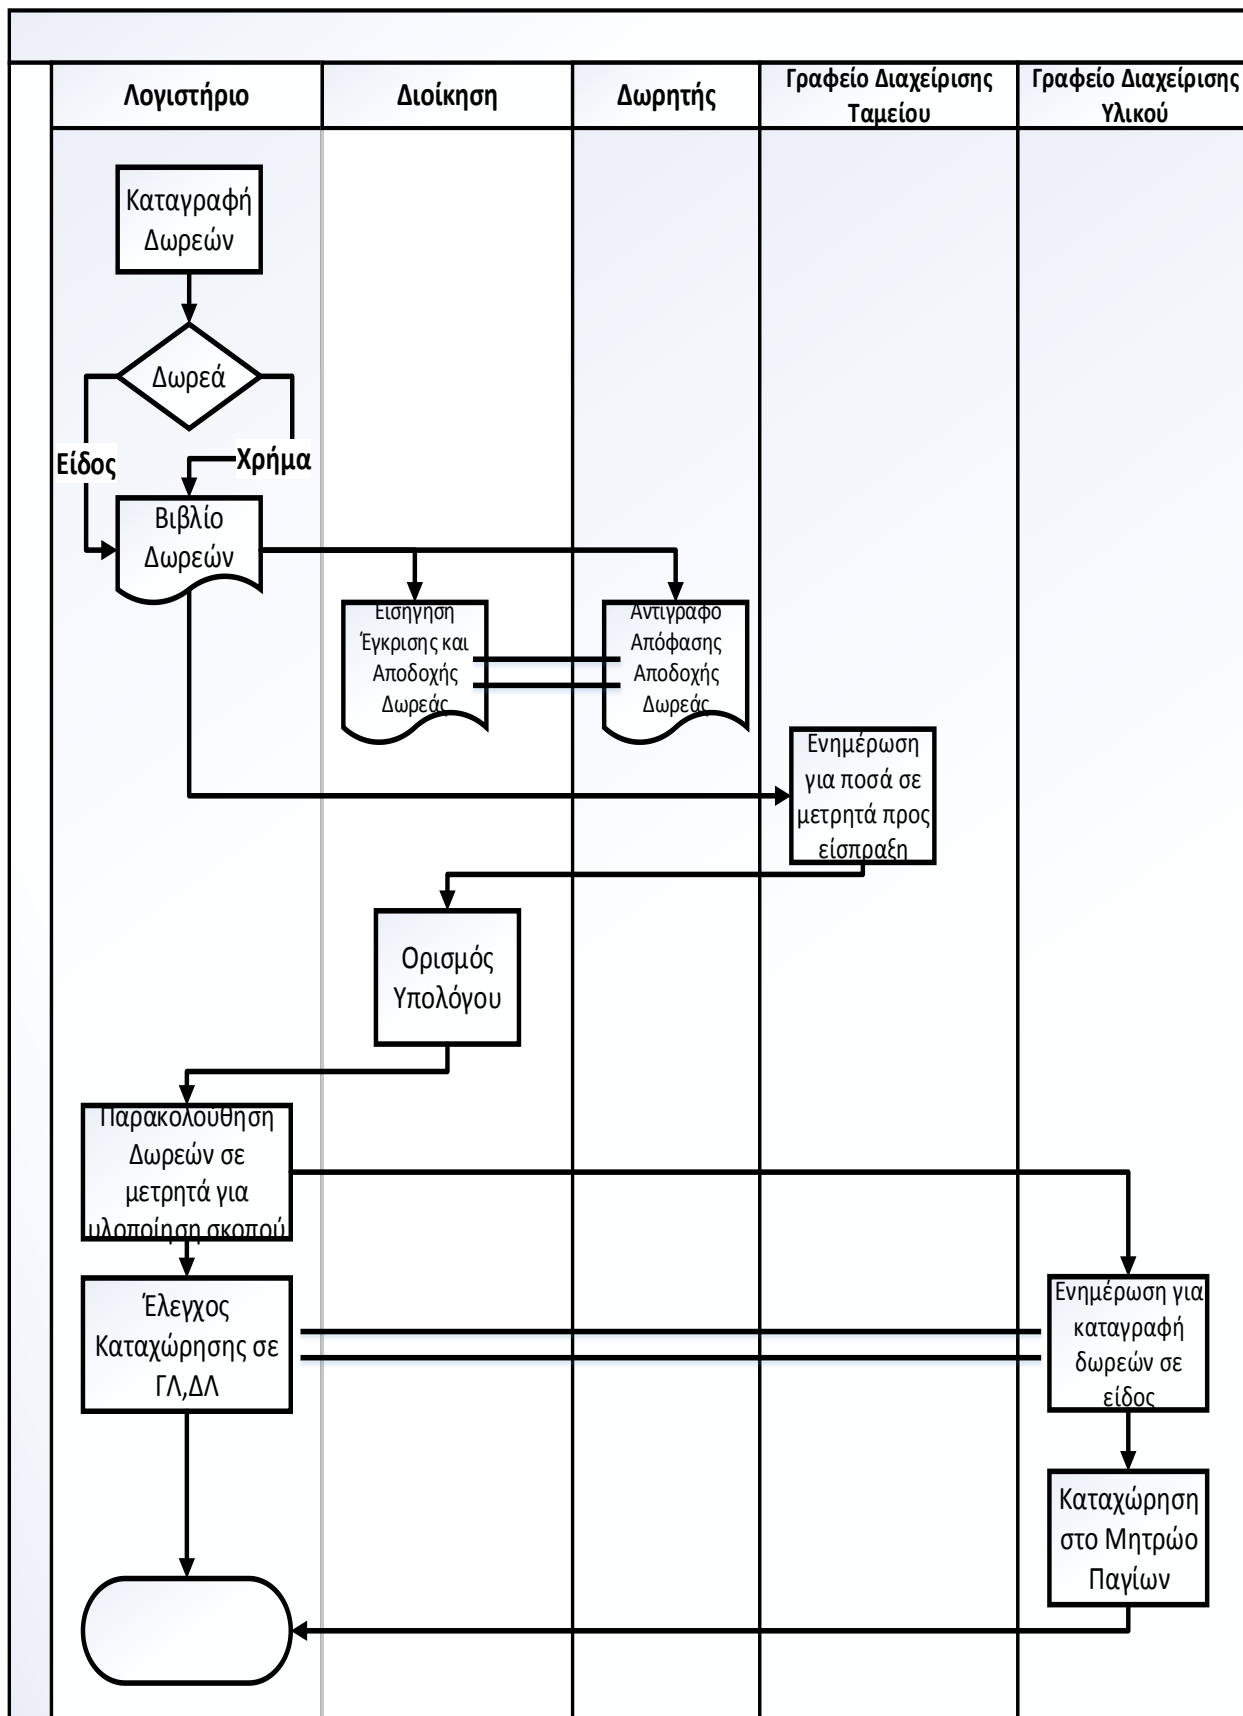 Λογιστήριο
Διοίκηση
Δωρητής
Γραφείο Διαχείρισης
Ταμείου
Γραφείο Διαχείρισης
Υλικού
Καταγραφή
Δωρεών
Δωρεά
Είδος
Χρήμα
Βιβλίο
Δωρεών
Εισήγηση
Έγκρισης και
Αποδοχής
Δωρεάς
Αντίγραφο
Απόφασης
Αποδοχής
Δωρεάς
Ενημέρωση
για ποσά σε
μετρητά προς
είσπραξη
Ορισμός
Υπολόγου
Παρακολούθηση
Δωρεών σε
μετρητά για
υλοποίηση σκοπού
Έλεγχος
Καταχώρησης σε
ΓΛ,ΔΛ
Ενημέρωση για
καταγραφή
δωρεών σε
είδος
Καταχώρηση
στο Μητρώο
Παγίων